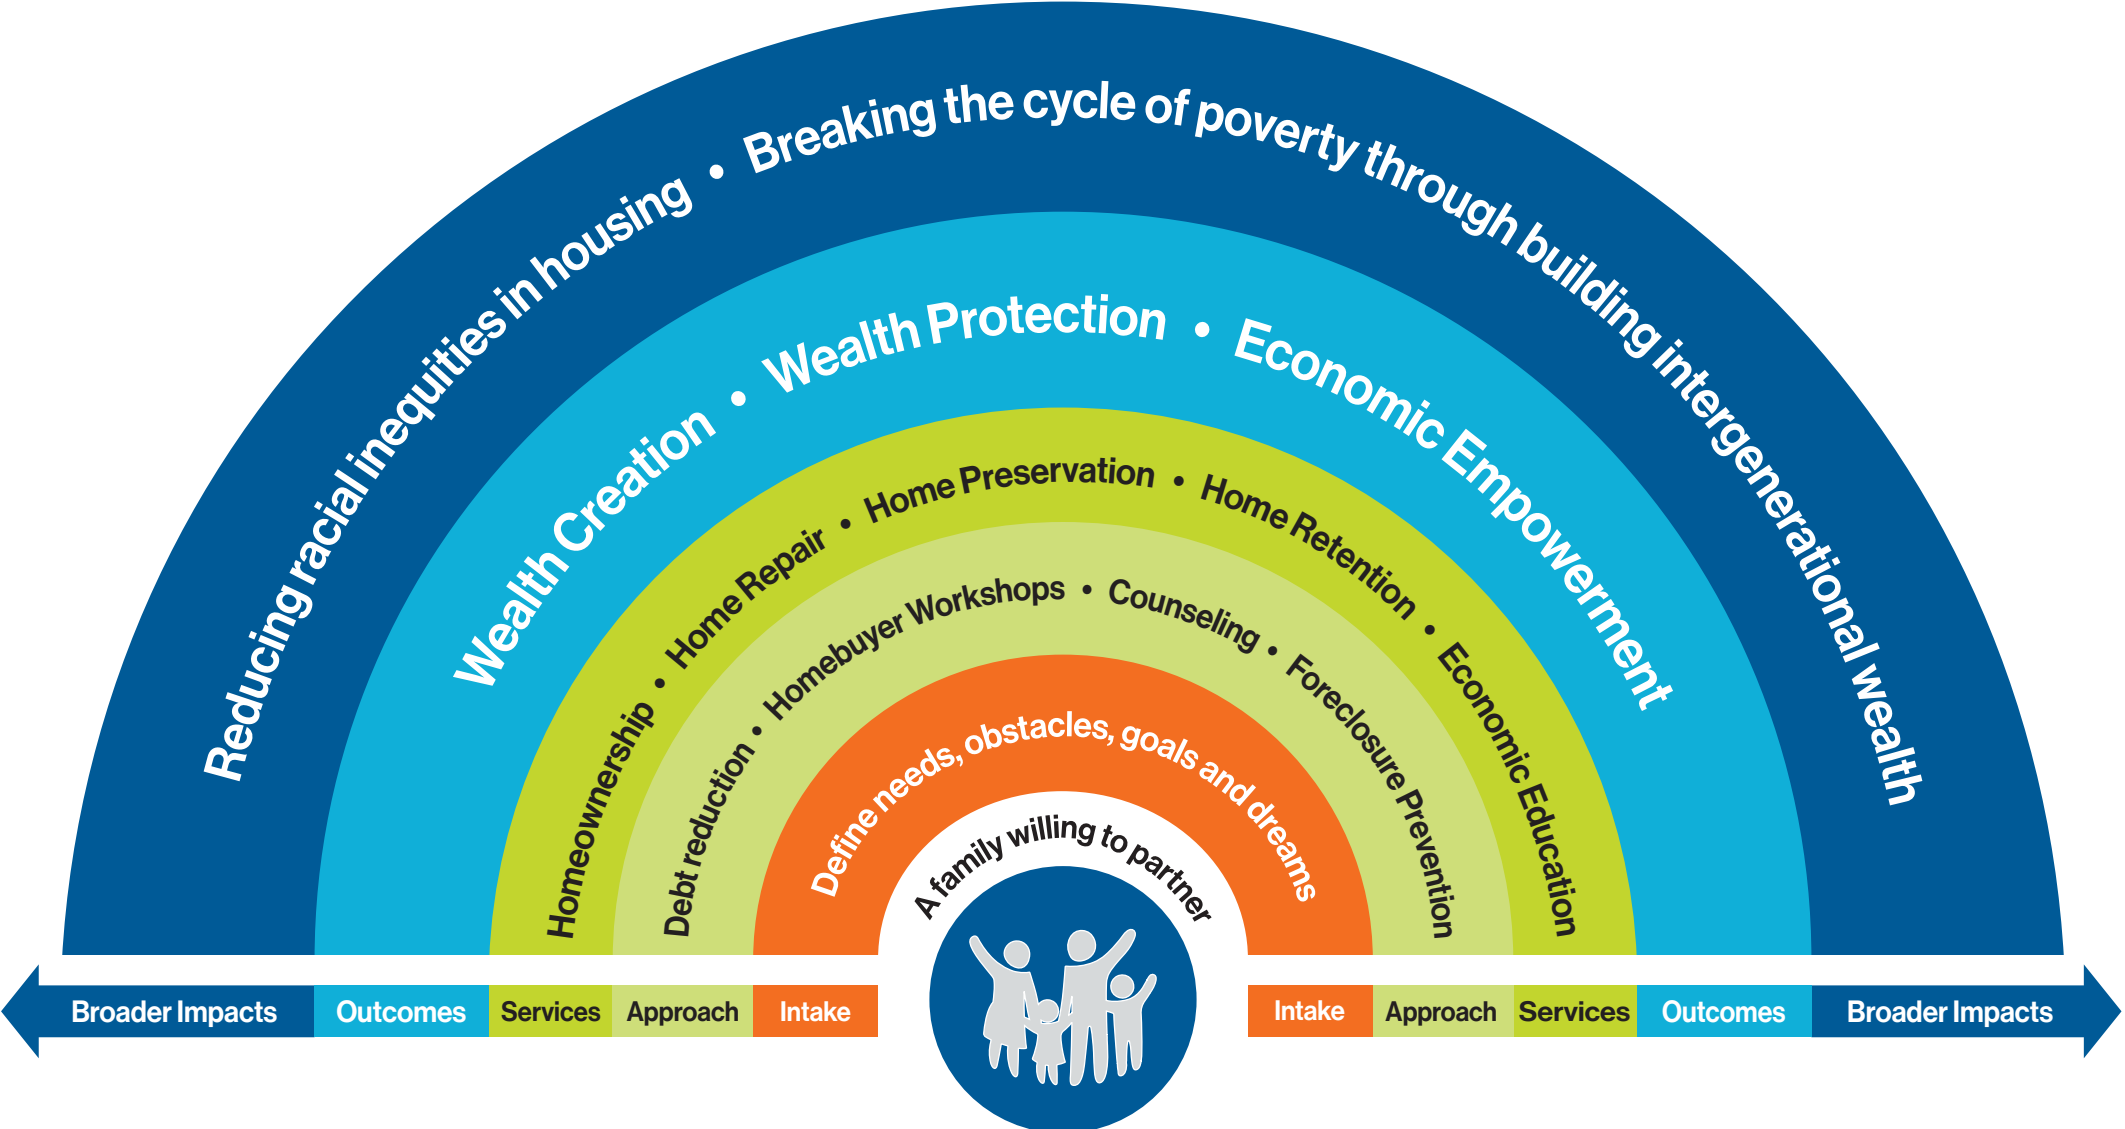 Reducing racial inequities in housing • Breaking the cycle of poverty through building intergenerational wealth
Wealth Creation • Wealth Protection • Economic Empowerment
Homeownership • Home Repair • Home Preservation • Home Retention • Economic Education
Debt reduction • Homebuyer Workshops • Counseling • Foreclosure Prevention
Define needs, obstacles, goals and dreams
A family willing to partner
Broader Impacts Outcomes Services Approach Intake Intake Approach Services Outcomes Broader Impacts